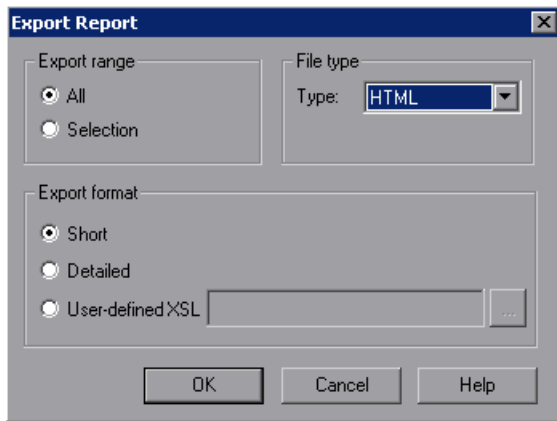 Export Report
Export range
All
Selection
File type
Type: HTML
Export format
Short
Detailed
User-defined XSL ...
OK Cancel Help